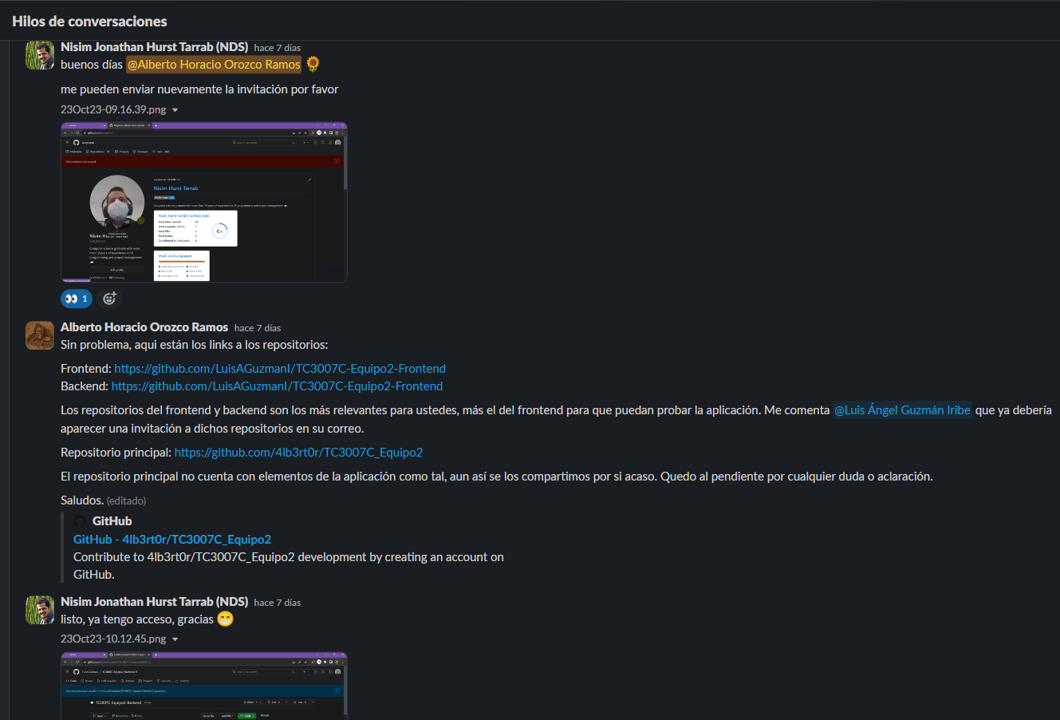 Hilos de conversaciones
Nisim Jonathan Hurst Tarrab (NDS) hace 7 días
buenos días @Alberto Horacio Orozco Ramos 🌻
me pueden enviar nuevamente la invitación por favor
23Oct23-09.16.39.png
Nisim Hurst Tarrab
👀 1
Alberto Horacio Orozco Ramos hace 7 días
Sin problema, aqui están los links a los repositorios:
Frontend: https://github.com/LuisAGuzmanI/TC3007C-Equipo2-Frontend
Backend: https://github.com/LuisAGuzmanI/TC3007C-Equipo2-Frontend
Los repositorios del frontend y backend son los más relevantes para ustedes, más el del frontend para que puedan probar la aplicación. Me comenta @Luis Ángel Guzmán Iribe que ya debería
aparecer una invitación a dichos repositorios en su correo.
Repositorio principal: https://github.com/4lb3rt0r/TC3007C_Equipo2
El repositorio principal no cuenta con elementos de la aplicación como tal, aun así se los compartimos por si acaso. Quedo al pendiente por cualquier duda o aclaración.
Saludos. (editado)
GitHub
GitHub - 4lb3rt0r/TC3007C_Equipo2
Contribute to 4lb3rt0r/TC3007C_Equipo2 development by creating an account on
GitHub.
Nisim Jonathan Hurst Tarrab (NDS) hace 7 días
listo, ya tengo acceso, gracias 😁
23Oct23-10.12.45.png